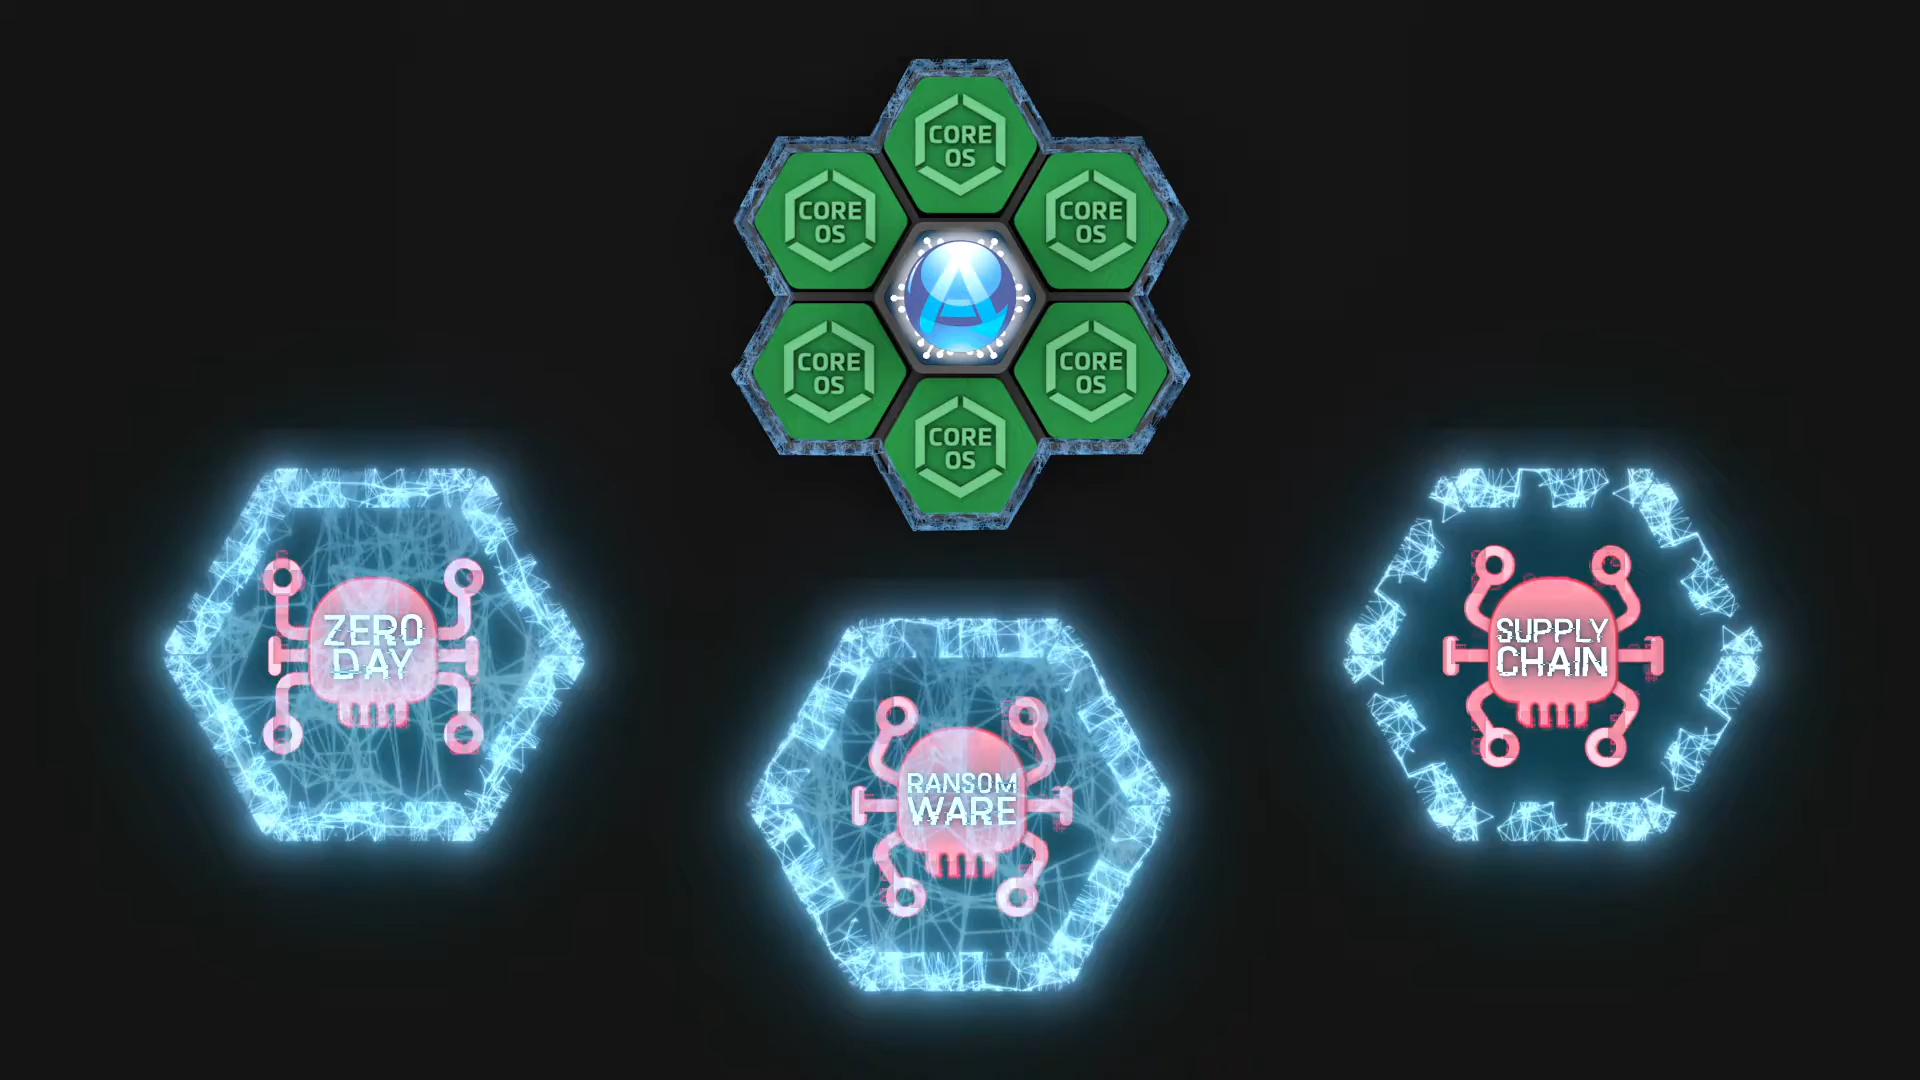 CORE
OS
CORE
OS
CORE
OS
CORE
OS
CORE
OS
CORE
OS
A
ZERO
DAY
RANSOM
WARE
SUPPLY
CHAIN